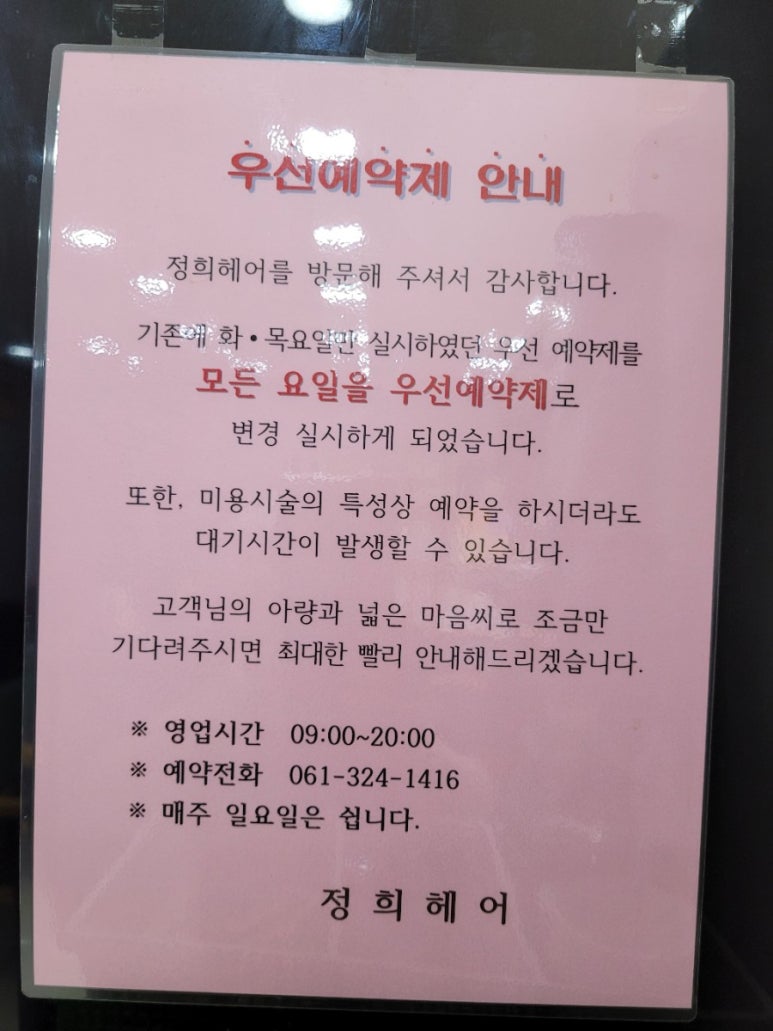 우선예약제 안내
정희헤어를 방문해 주셔서 감사합니다.
기존에 화·목요일만 실시하였던 우선 예약제를
모든 요일을 우선예약제로
변경 실시하게 되었습니다.
또한, 미용시술의 특성상 예약을 하시더라도
대기시간이 발생할 수 있습니다.
고객님의 아량과 넓은 마음씨로 조금만
기다려주시면 최대한 빨리 안내해드리겠습니다.
※ 영업시간 09:00~20:00
※ 예약전화 061-324-1416
※ 매주 일요일은 쉽니다.
정 희 헤 어